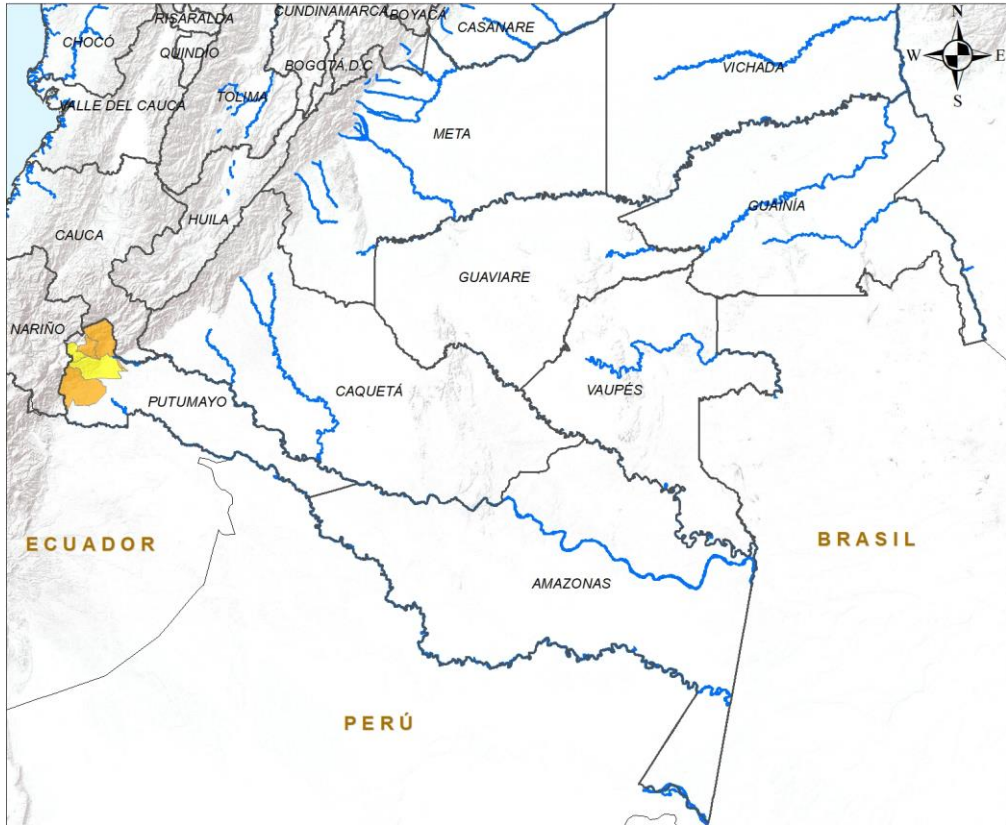 CUNDINAMARCA
BOYACÁ
RISARALDA
CASANARE
N
CHOCÓ
QUINDÍO
BOGOTÁ D.C
W
E
VICHADA
S
VALLE DEL CAUCA
TOLIMA
META
HUILA
GUAINÍA
CAUCA
GUAVIARE
NARIÑO
CAQUETÁ
VAUPÉS
PUTUMAYO
ECUADOR
BRASIL
AMAZONAS
PERÚ